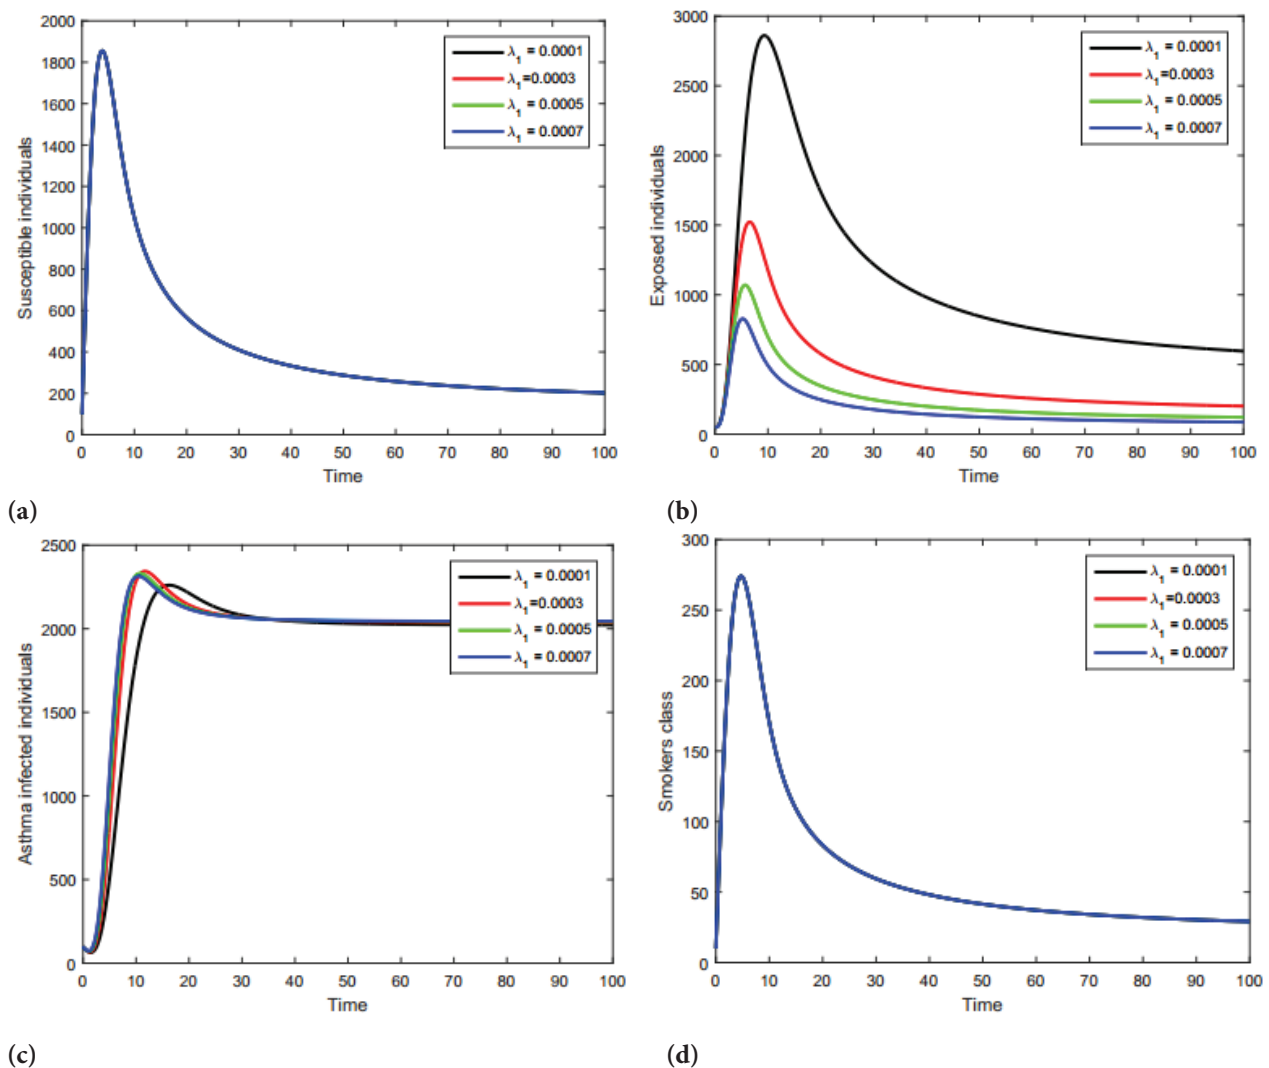 2000
1800
1600
1400
1200
1000
800
600
400
200
0
Susceptible individuals
λ1 = 0.0001
λ1=0.0003
λ1 = 0.0005
λ1 = 0.0007
0 10 20 30 40 50 60 70 80 90 100
Time
(a)
3000
2500
2000
1500
1000
500
0
Exposed individuals
λ1 = 0.0001
λ1=0.0003
λ1 = 0.0005
λ1 = 0.0007
0 10 20 30 40 50 60 70 80 90 100
Time
(b)
2500
2000
1500
1000
500
0
Asthma infected individuals
λ1 = 0.0001
λ1=0.0003
λ1 = 0.0005
λ1 = 0.0007
0 10 20 30 40 50 60 70 80 90 100
Time
(c)
300
250
200
150
100
50
0
Smokers class
λ1 = 0.0001
λ1=0.0003
λ1 = 0.0005
λ1 = 0.0007
0 10 20 30 40 50 60 70 80 90 100
Time
(d)